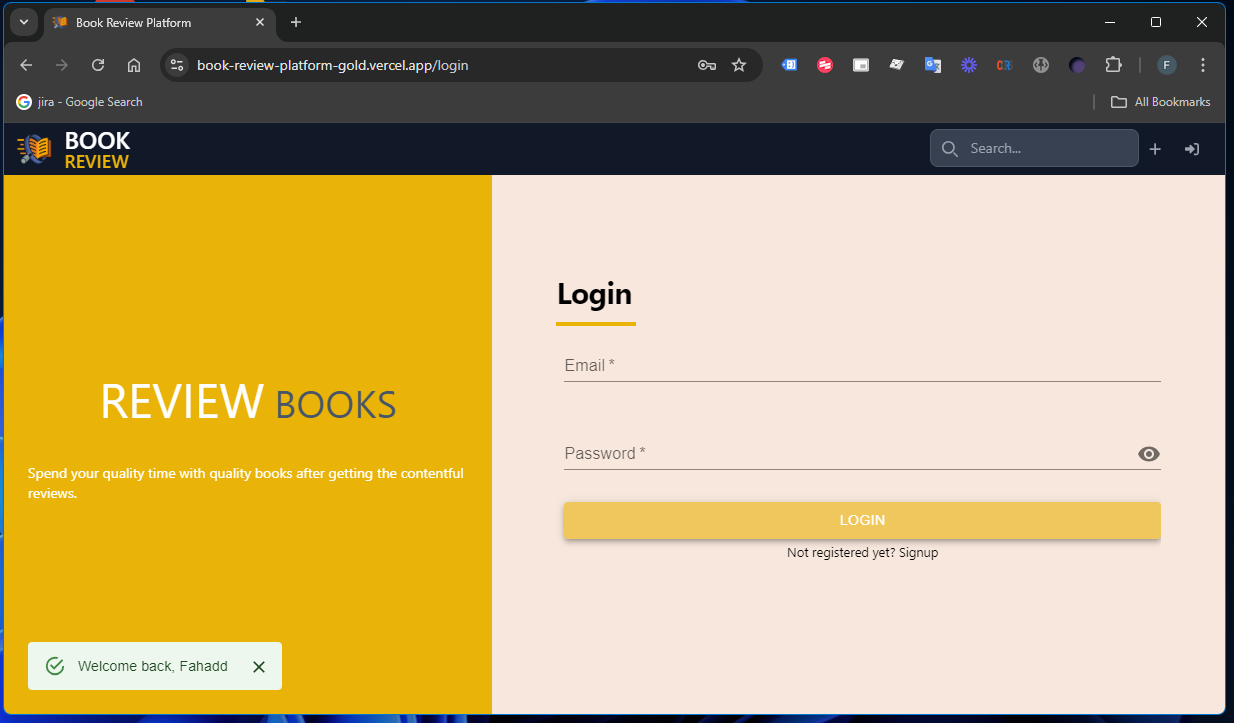 Book Review Platform
book-review-platform-gold.vercel.app/login
F
jira - Google Search
All Bookmarks
BOOK
REVIEW
Search...
Login
Email *
REVIEW BOOKS
Password *
Spend your quality time with quality books after getting the contentful
reviews.
LOGIN
Not registered yet? Signup
Welcome back, Fahadd